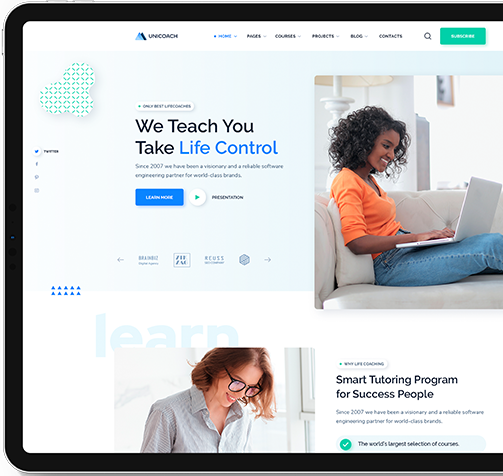 UNICOACH
HOME PAGES COURSES PROJECTS BLOG CONTACTS
SUBSCRIBE
ONLY BEST LIFECOACHES
We Teach You
Take Life Control
Since 2007 we have been a visionary and reliable software
engineering partner for world-class brands.
LEARN MORE
PRESENTATION
TWITTER
BRAINBIZ
REUSS
learn
WHY LIFE COACHING
Smart Tutoring Program
for Success People
Since 2007 we have been a visionary and reliable software
engineering partner for world-class brands.
The world's largest selection of courses.